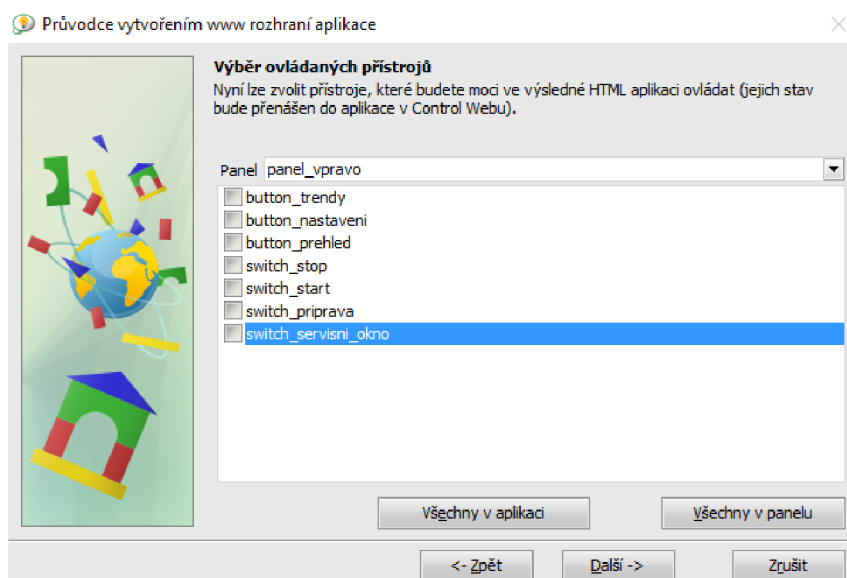 Průvodce vytvořením www rozhraní aplikace
Výběr ovládaných přístrojů
Nyní lze zvolit přístroje, které budete moci ve výsledné HTML aplikaci ovládat (jejich stav
bude přenášen do aplikace v Control Webu).
Panel panel_vpravo
button_trendy
button_nastaveni
button_prehled
switch_stop
switch_start
switch_priprava
switch_servisni_okno
Všechny v aplikaci Všechny v panelu
<- Zpět Další -> Zrušit